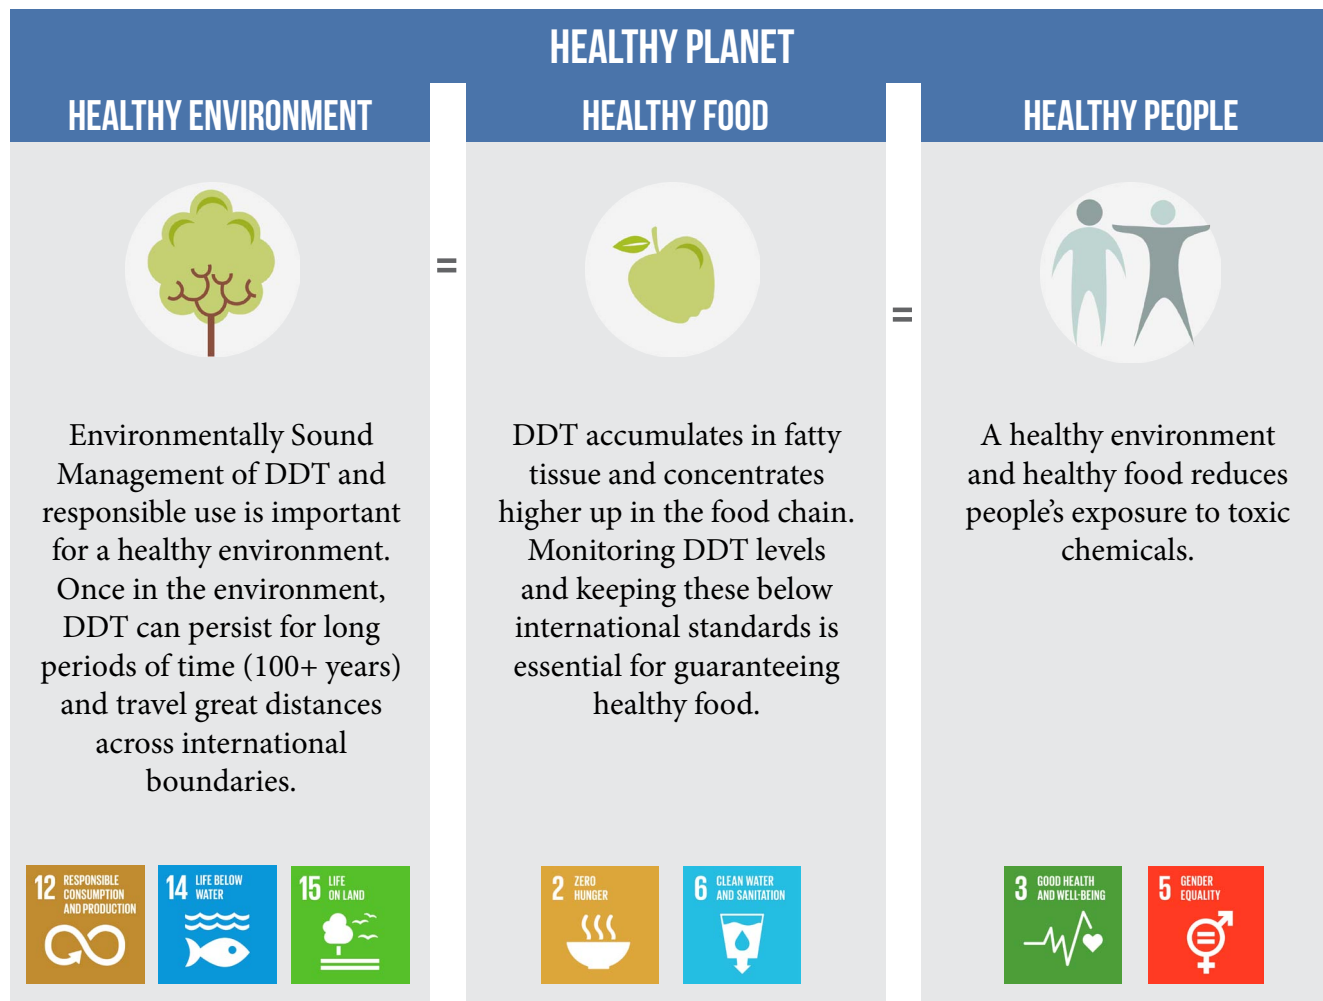 HEALTHY PLANET
HEALTHY ENVIRONMENT
Environmentally Sound
Management of DDT and
responsible use is important
for a healthy environment.
Once in the environment,
DDT can persist for long
periods of time (100+ years)
and travel great distances
across international
boundaries.
12 RESPONSIBLE
CONSUMPTION
AND PRODUCTION
14 LIFE BELOW
WATER
15 LIFE
ON LAND
=
HEALTHY FOOD
DDT accumulates in fatty
tissue and concentrates
higher up in the food chain.
Monitoring DDT levels
and keeping these below
international standards is
essential for guaranteeing
healthy food.
2 ZERO
HUNGER
6 CLEAN WATER
AND SANITATION
=
HEALTHY PEOPLE
A healthy environment
and healthy food reduces
people’s exposure to toxic
chemicals.
3 GOOD HEALTH
AND WELL-BEING
5 GENDER
EQUALITY